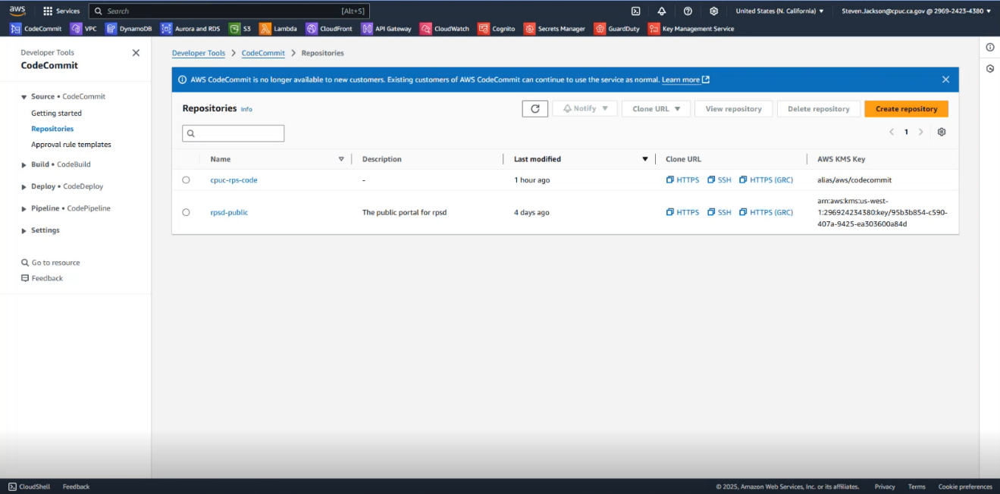 aws Services Search [Alt+S] United States (N. California) Steven.Jackson@cpuc.ca.gov @ 2969-2423-4380
CodeCommit VPC DynamoDB Aurora and RDS S3 Lambda CloudFront API Gateway CloudWatch Cognito Secrets Manager GuardDuty Key Management Service
Developer Tools
CodeCommit
Source • CodeCommit
Getting started
Repositories
Approval rule templates
Build • CodeBuild
Deploy • CodeDeploy
Pipeline • CodePipeline
Settings
Go to resource
Feedback
Developer Tools > CodeCommit > Repositories
AWS CodeCommit is no longer available to new customers. Existing customers of AWS CodeCommit can continue to use the service as normal. Learn more
Repositories Info Notify Clone URL View repository Delete repository Create repository
1
Name Description Last modified Clone URL AWS KMS Key
cpuc-rps-code - 1 hour ago HTTPS SSH HTTPS (GRC) alias/aws/codecommit
rpsd-public The public portal for rpsd 4 days ago HTTPS SSH HTTPS (GRC) arn:aws:kms:us-west-
1:296924234380:key/95b3b854-c590-
407a-9425-ea303600a84d
CloudShell Feedback © 2025, Amazon Web Services, Inc. or its affiliates. Privacy Terms Cookie preferences